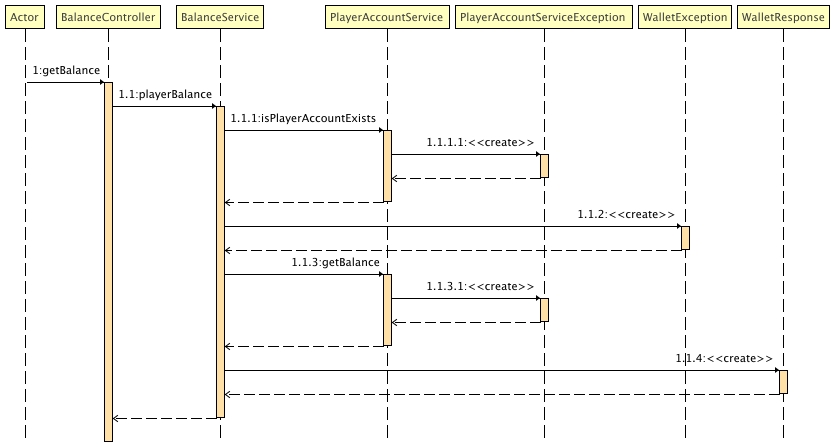 Actor BalanceController BalanceService PlayerAccountService PlayerAccountServiceException WalletException WalletResponse
1:getBalance
1.1:playerBalance
1.1.1:isPlayerAccountExists
1.1.1.1:<<create>>
1.1.2:<<create>>
1.1.3:getBalance
1.1.3.1:<<create>>
1.1.4:<<create>>